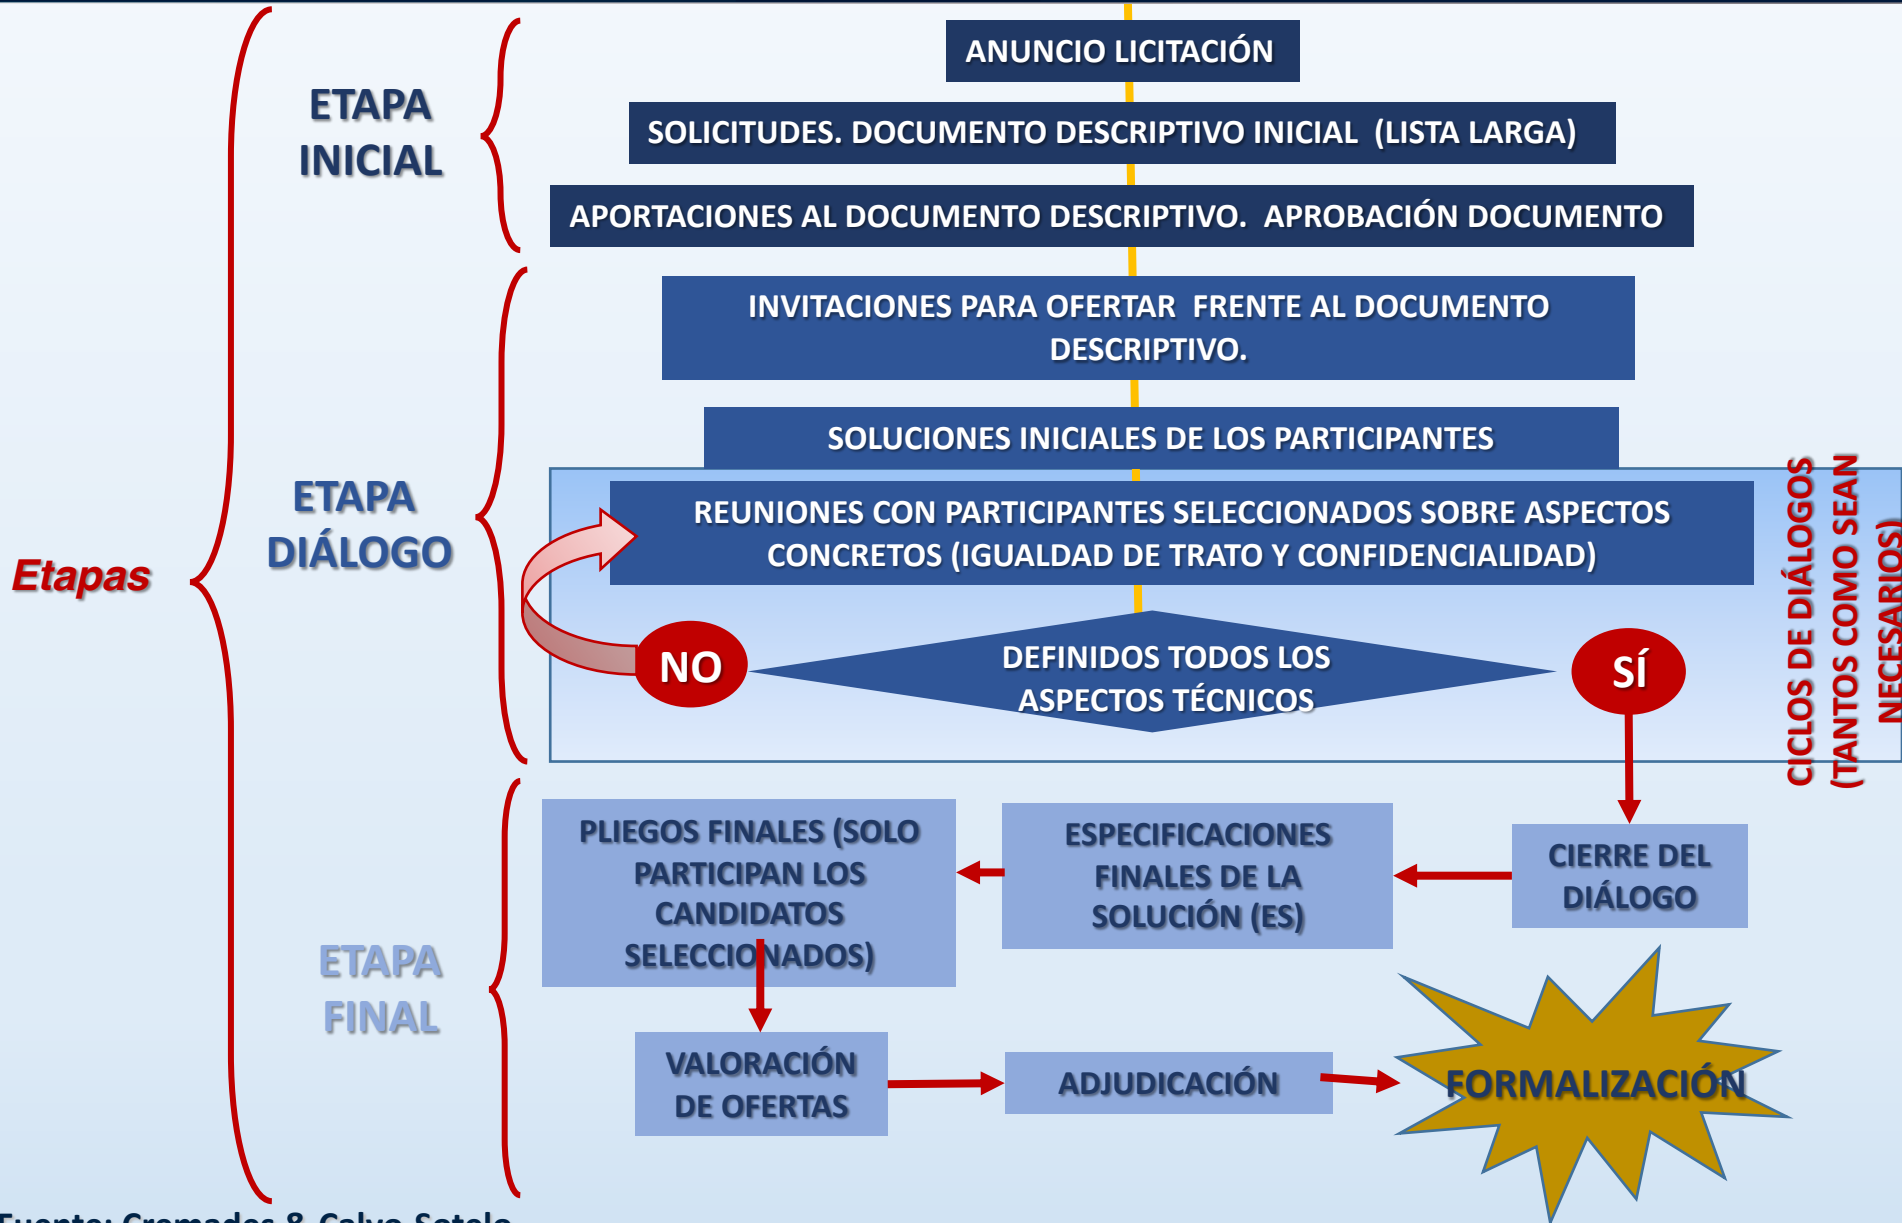 ANUNCIO LICITACIÓN
ETAPA
INICIAL
SOLICITUDES. DOCUMENTO DESCRIPTIVO INICIAL (LISTA LARGA)
APORTACIONES AL DOCUMENTO DESCRIPTIVO. APROBACIÓN DOCUMENTO
INVITACIONES PARA OFERTAR FRENTE AL DOCUMENTO
DESCRIPTIVO.
SOLUCIONES INICIALES DE LOS PARTICIPANTES
Etapas
ETAPA
DIÁLOGO
REUNIONES CON PARTICIPANTES SELECCIONADOS SOBRE ASPECTOS
CONCRETOS (IGUALDAD DE TRATO Y CONFIDENCIALIDAD)
NO
DEFINIDOS TODOS LOS
ASPECTOS TÉCNICOS
SÍ
CICLOS DE DIÁLOGOS
(TANTOS COMO SEAN
NECESARIOS)
CIERRE DEL
DIÁLOGO
ESPECIFICACIONES
FINALES DE LA
SOLUCIÓN (ES)
PLIEGOS FINALES (SOLO
PARTICIPAN LOS
CANDIDATOS
SELECCIONADOS)
ETAPA
FINAL
VALORACIÓN
DE OFERTAS
ADJUDICACIÓN
FORMALIZACIÓN
Fuente: Cremades & Calvo-Sotelo